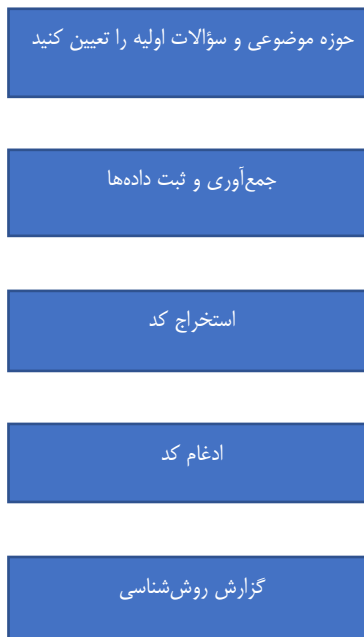 حوزه موضوعی و سؤالات اولیه را تعیین کنید
جمع‌آوری و ثبت داده‌ها
استخراج کد
ادغام کد
گزارش روش‌شناسی